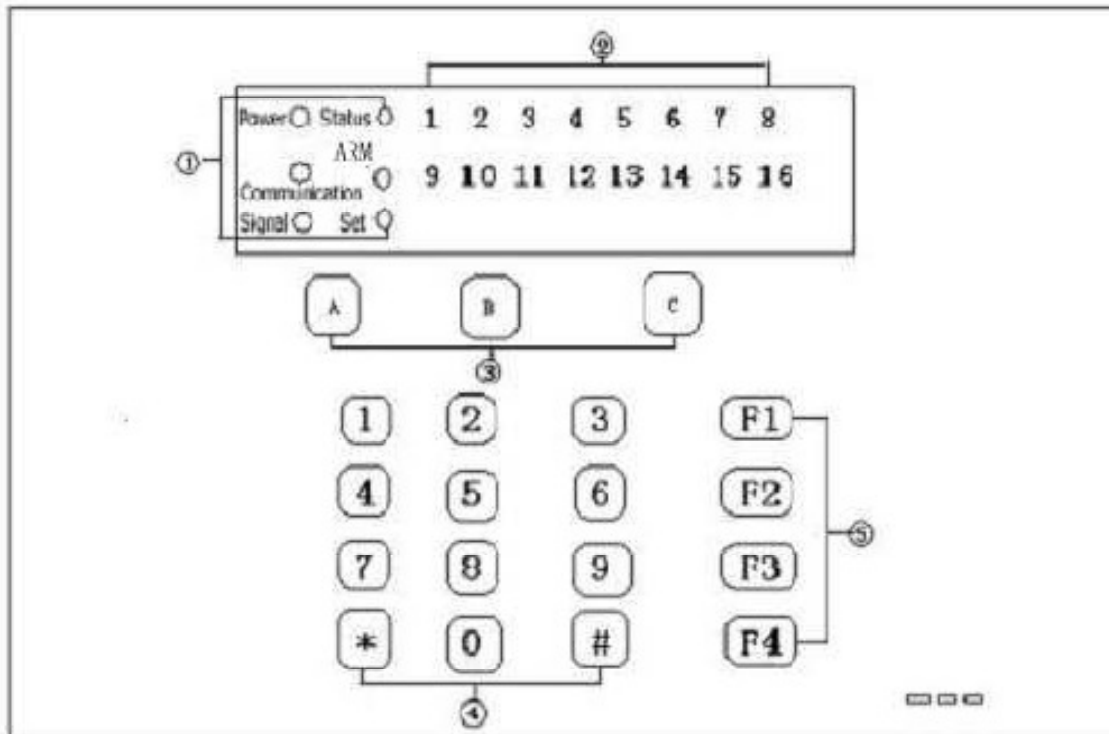 ②
Power Status 1 2 3 4 5 6 7 8
①
ARM
9 10 11 12 13 14 15 16
Communication
Signal Set
A B C
③
1 2 3 F1
4 5 6 F2
⑤
7 8 9 F3
* 0 # F4
④